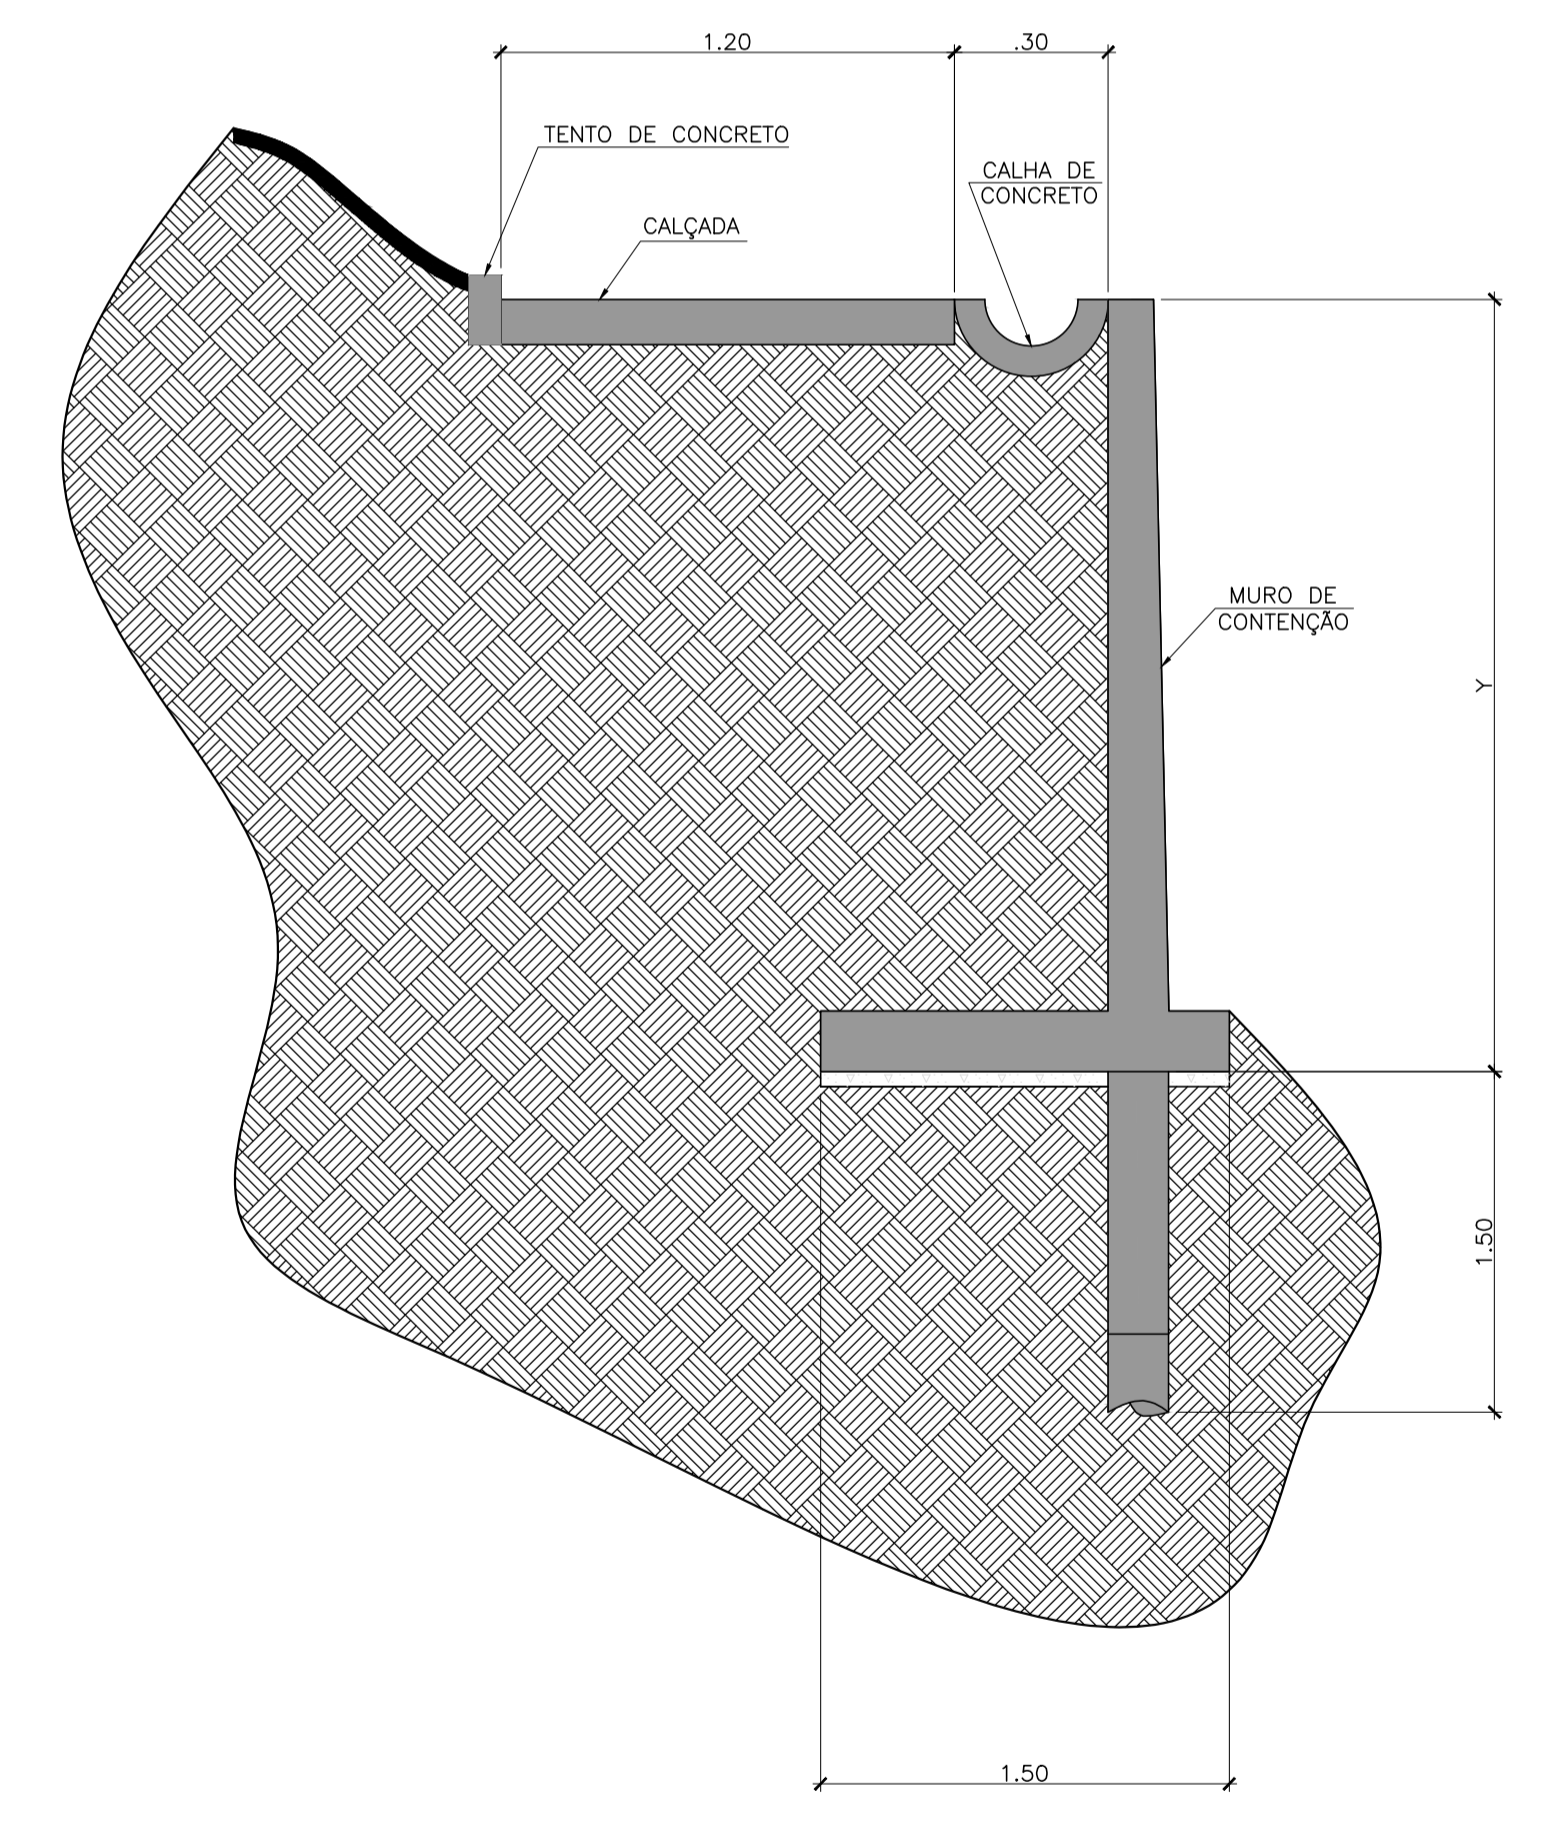 1.20
.30
TENTO DE CONCRETO
CALHA DE
CONCRETO
CALÇADA
MURO DE
CONTENÇÃO
Y
1.50
1.50